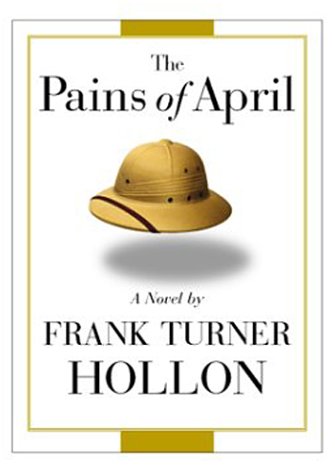 The
Pains of April
A Novel by
FRANK TURNER
HOLLON